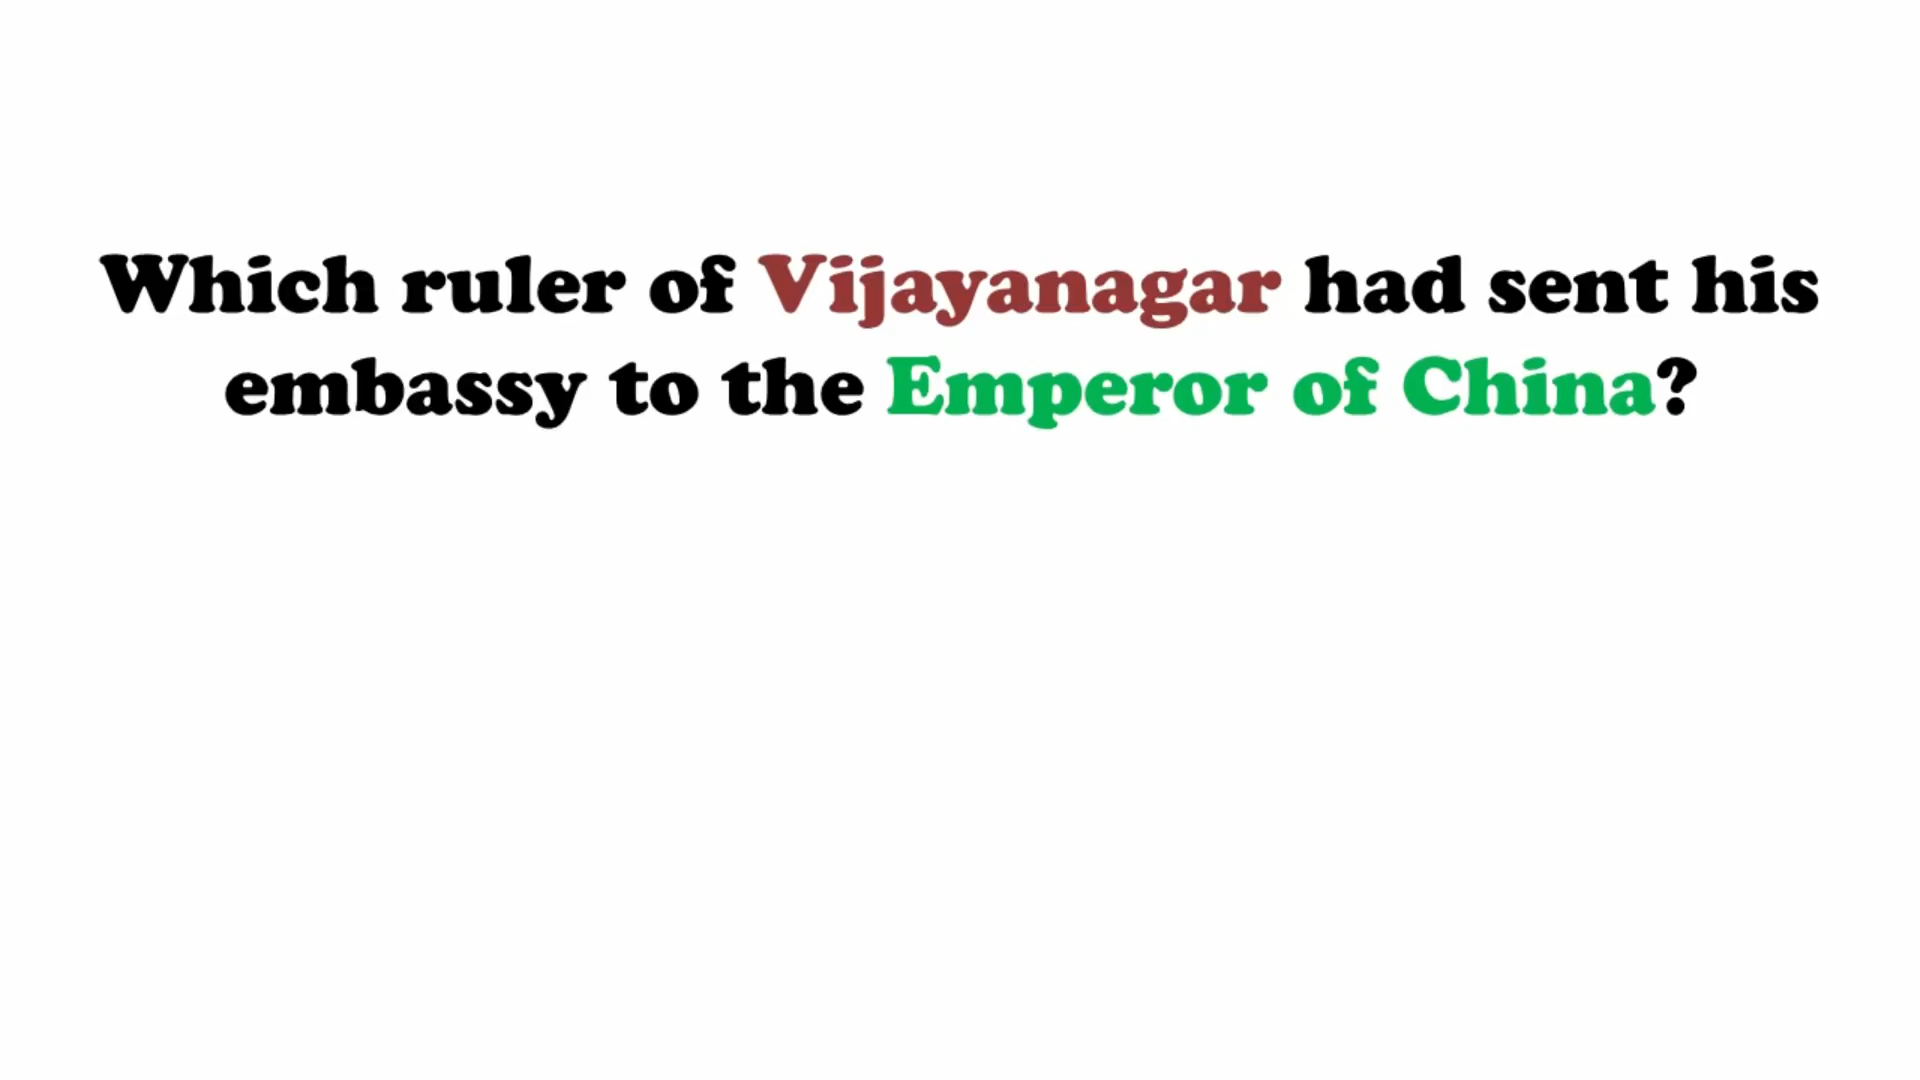 Which ruler of Vijayanagar had sent his
embassy to the Emperor of China?